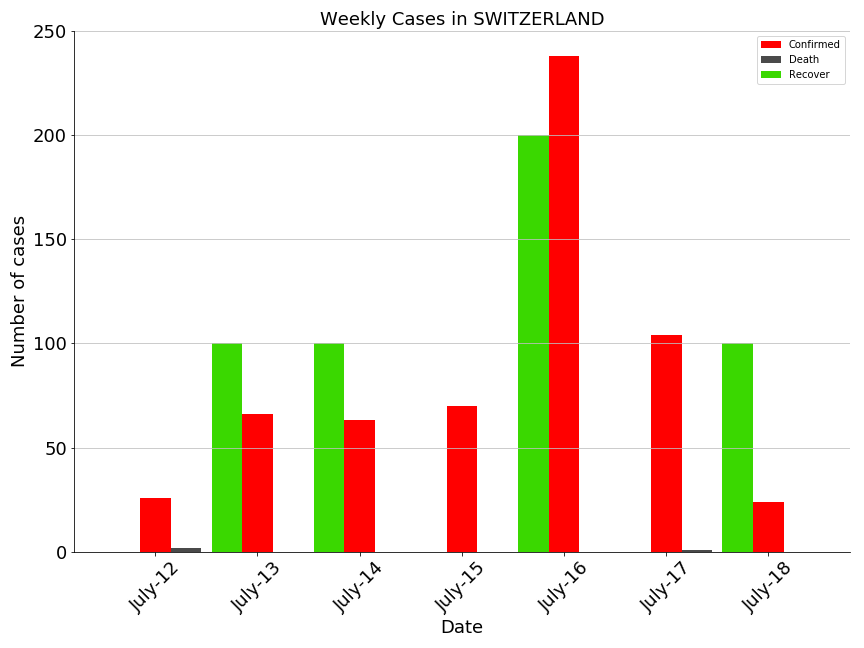 Weekly Cases in SWITZERLAND
Confirmed
Death
Recover
Number of cases
250
200
150
100
50
0
July-12
July-13
July-14
July-15
July-16
July-17
July-18
Date